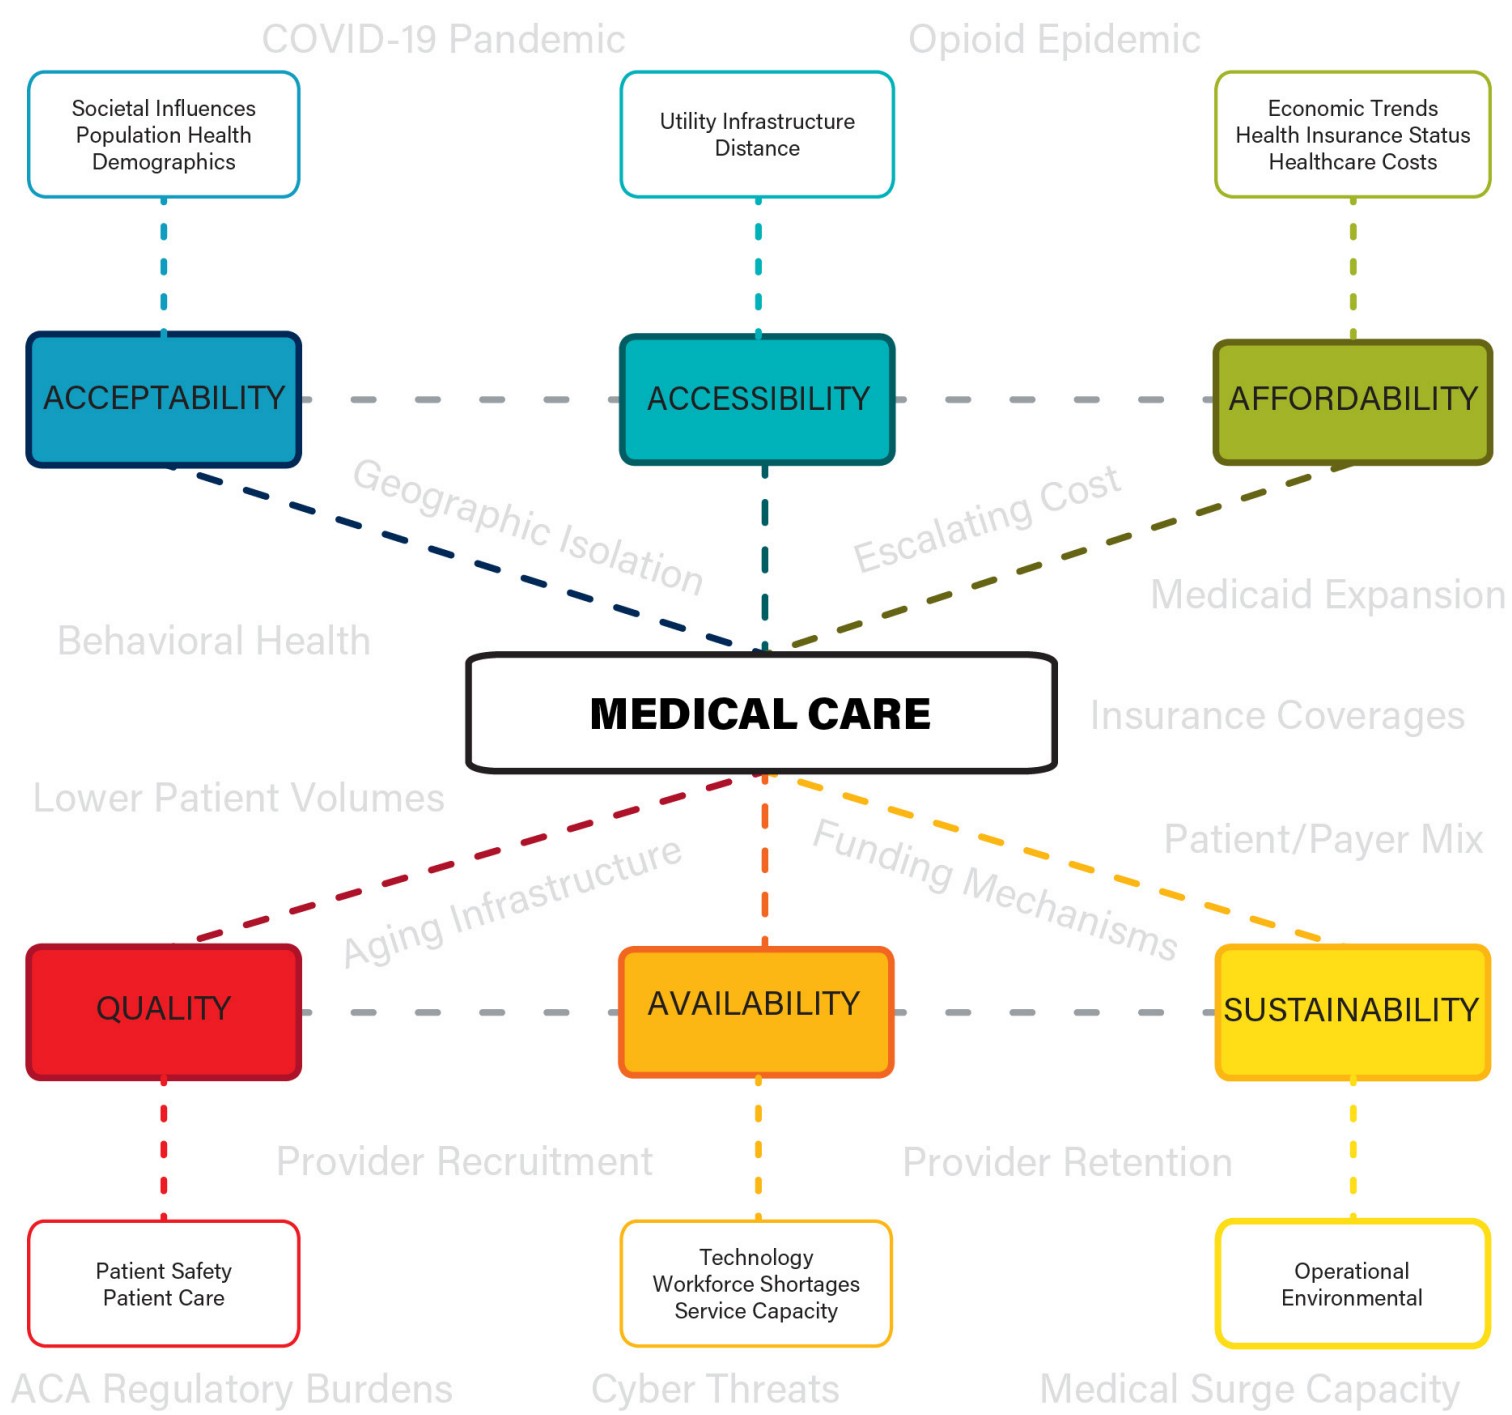 COVID-19 Pandemic
Opioid Epidemic
Societal Influences
Population Health
Demographics
Utility Infrastructure
Distance
Economic Trends
Health Insurance Status
Healthcare Costs
ACCEPTABILITY
ACCESSIBILITY
AFFORDABILITY
Geographic Isolation
Escalating Cost
Medicaid Expansion
Behavioral Health
MEDICAL CARE
Insurance Coverages
Lower Patient Volumes
Patient/Payer Mix
Aging Infrastructure
Funding Mechanisms
QUALITY
AVAILABILITY
SUSTAINABILITY
Provider Recruitment
Provider Retention
Patient Safety
Patient Care
Technology
Workforce Shortages
Service Capacity
Operational
Environmental
ACA Regulatory Burdens
Cyber Threats
Medical Surge Capacity